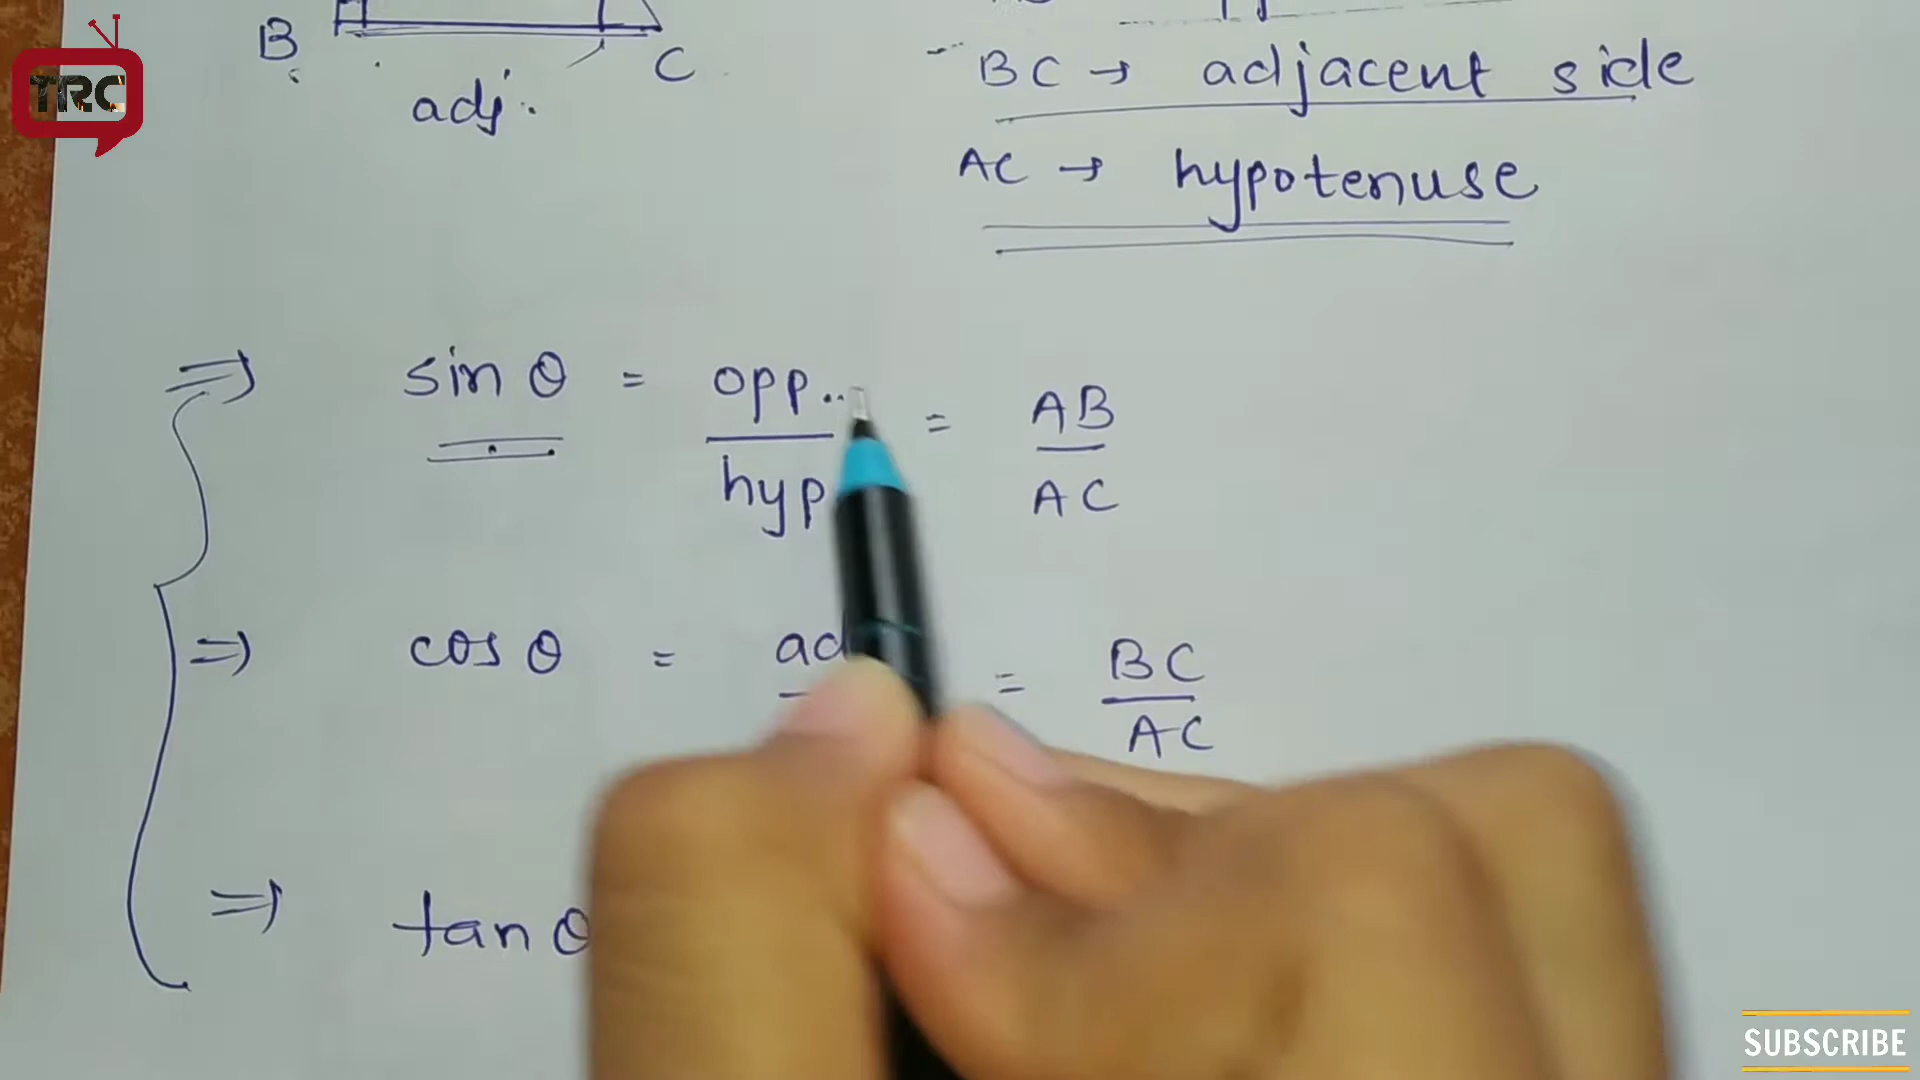 B
C
adj.
TRC
BC → adjacent side
AC → hypotenuse
⇒ sin θ = opp.. / hyp = AB / AC
⇒ cos θ = = BC / AC
⇒ tan θ
SUBSCRIBE